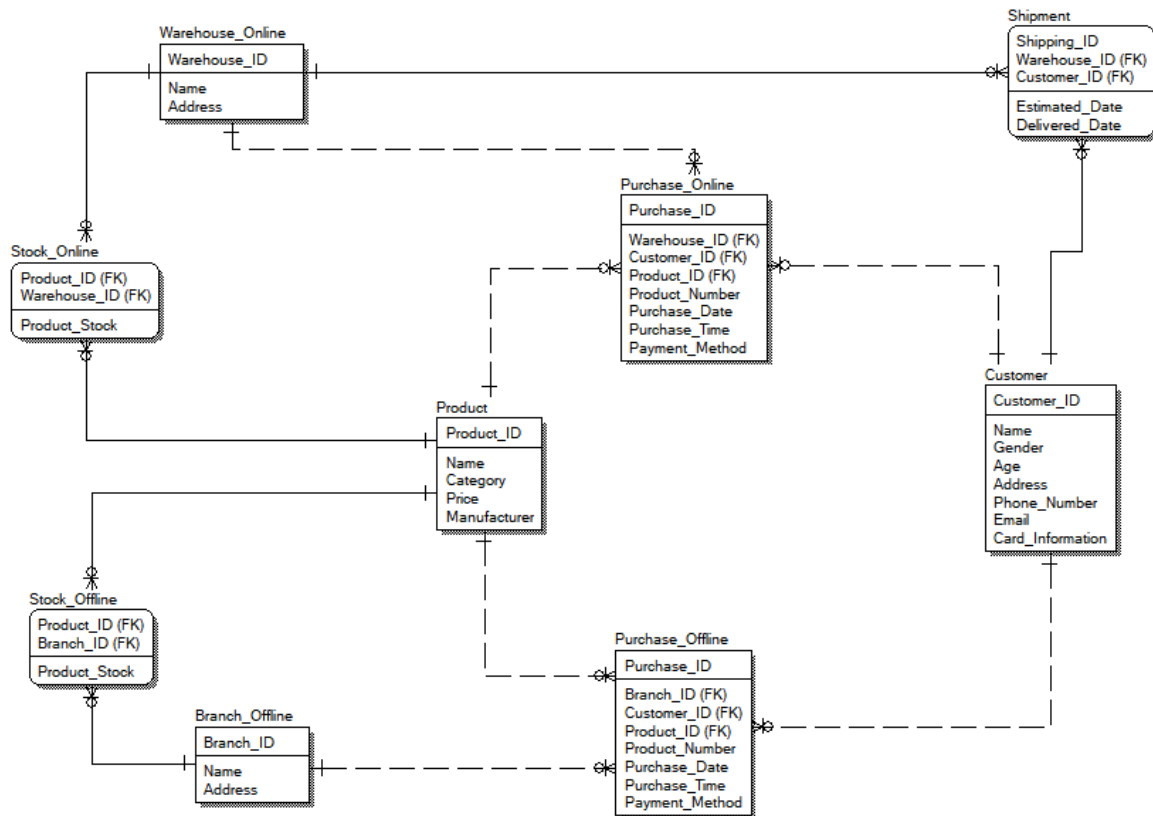 Warehouse_Online
Warehouse_ID
Name
Address
Shipment
Shipping_ID
Warehouse_ID (FK)
Customer_ID (FK)
Estimated_Date
Delivered_Date
Purchase_Online
Purchase_ID
Warehouse_ID (FK)
Customer_ID (FK)
Product_ID (FK)
Product_Number
Purchase_Date
Purchase_Time
Payment_Method
Stock_Online
Product_ID (FK)
Warehouse_ID (FK)
Product_Stock
Product
Product_ID
Name
Category
Price
Manufacturer
Customer
Customer_ID
Name
Gender
Age
Address
Phone_Number
Email
Card_Information
Stock_Offline
Product_ID (FK)
Branch_ID (FK)
Product_Stock
Branch_Offline
Branch_ID
Name
Address
Purchase_Offline
Purchase_ID
Branch_ID (FK)
Customer_ID (FK)
Product_ID (FK)
Product_Number
Purchase_Date
Purchase_Time
Payment_Method